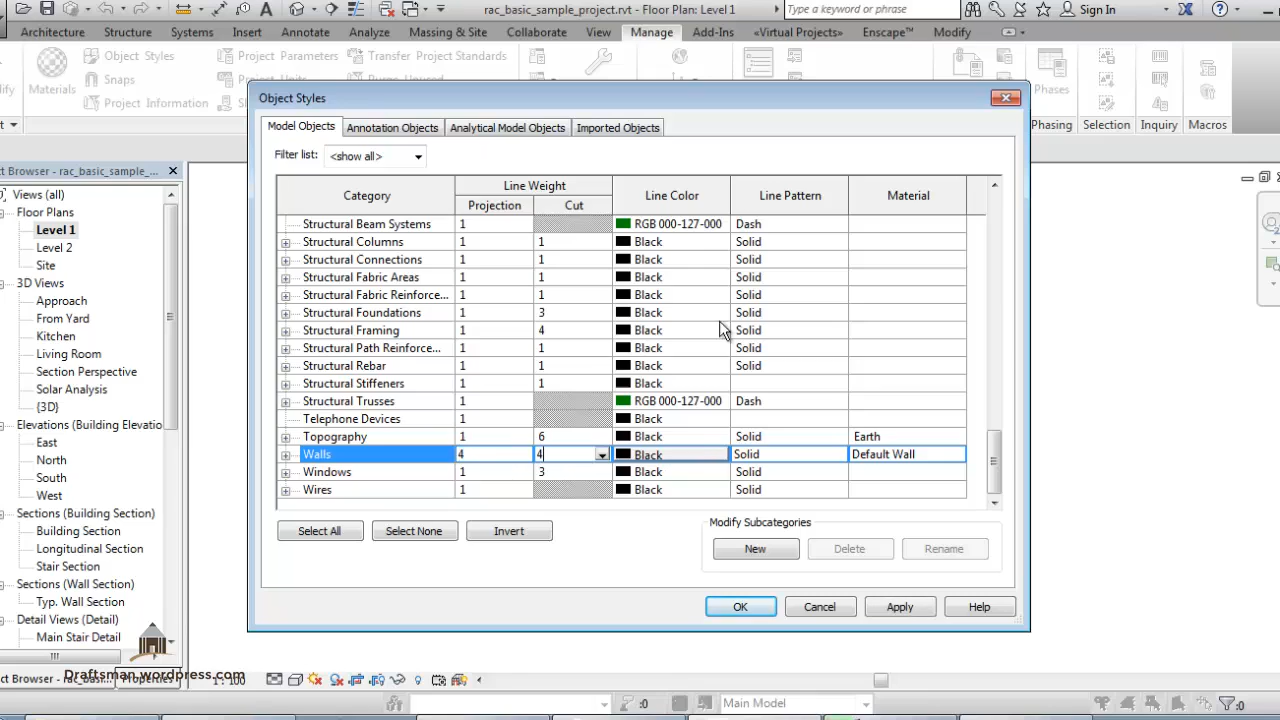 rac_basic_sample_project.rvt - Floor Plan: Level 1
Type a keyword or phrase
Sign In
Architecture Structure Systems Insert Annotate Analyze Massing & Site Collaborate View Manage Add-Ins «Virtual Projects» Enscape™ Modify
Materials
Object Styles
Snaps
Project Information
Project Parameters
Transfer Project Standards
Phases
Phasing Selection Inquiry Macros
Object Styles
Model Objects Annotation Objects Analytical Model Objects Imported Objects
Filter list: <show all>
Category Line Weight Line Color Line Pattern Material
Projection Cut
Structural Beam Systems 1 RGB 000-127-000 Dash
Structural Columns 1 1 Black Solid
Structural Connections 1 1 Black Solid
Structural Fabric Areas 1 1 Black Solid
Structural Fabric Reinforce... 1 1 Black Solid
Structural Foundations 1 3 Black Solid
Structural Framing 1 4 Black Solid
Structural Path Reinforce... 1 1 Black Solid
Structural Rebar 1 1 Black Solid
Structural Stiffeners 1 1 Black
Structural Trusses 1 RGB 000-127-000 Dash
Telephone Devices 1 Black
Topography 1 6 Black Solid Earth
Walls 4 4 Black Solid Default Wall
Windows 1 3 Black Solid
Wires 1 Black Solid
Select All Select None Invert
Modify Subcategories
New Delete Rename
OK Cancel Apply Help
ct Browser - rac_basic_sample_...
Views (all)
Floor Plans
Level 1
Level 2
Site
3D Views
Approach
From Yard
Kitchen
Living Room
Section Perspective
Solar Analysis
{3D}
Elevations (Building Elevatio
East
North
South
West
Sections (Building Section)
Building Section
Longitudinal Section
Stair Section
Sections (Wall Section)
Typ. Wall Section
Detail Views (Detail)
Main Stair Detail
Draftsman.wordpress.com
1 : 100
:0
Main Model
:0